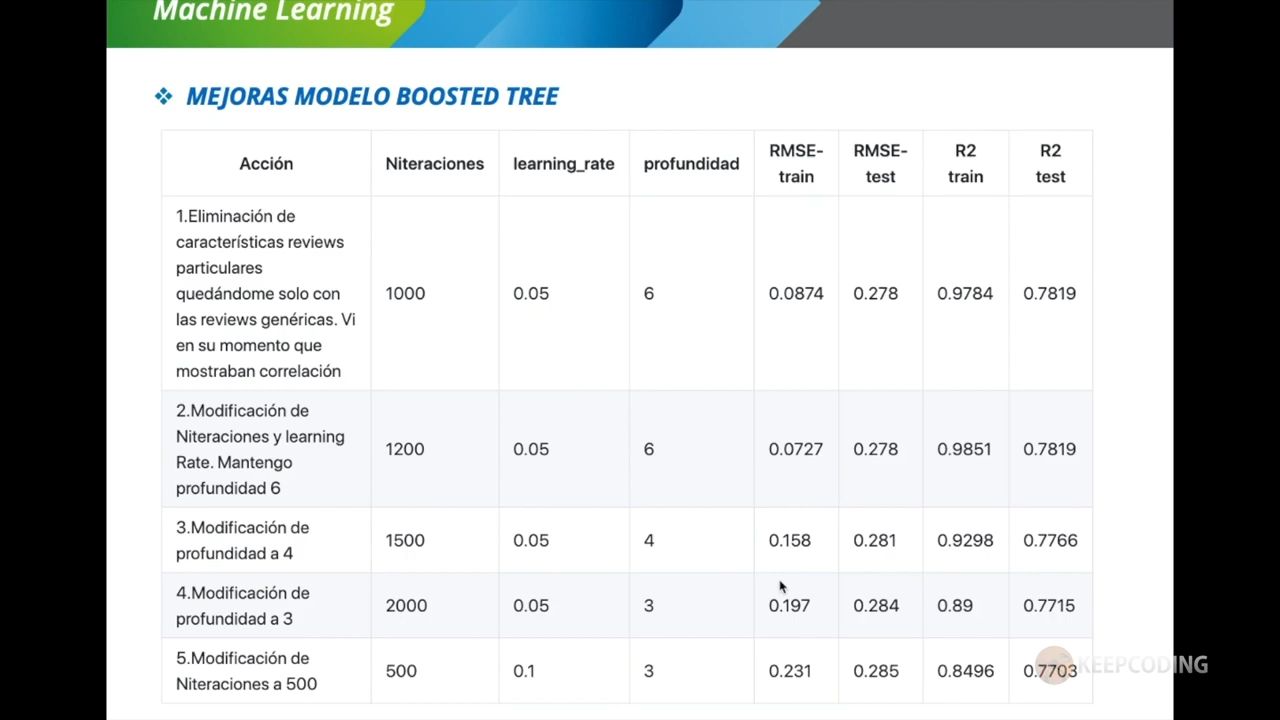 Machine Learning
❖ MEJORAS MODELO BOOSTED TREE
Acción Niteraciones learning_rate profundidad RMSE-train RMSE-test R2 train R2 test
1.Eliminación de
características reviews
particulares
quedándome solo con
las reviews genéricas. Vi
en su momento que
mostraban correlación
1000 0.05 6 0.0874 0.278 0.9784 0.7819
2.Modificación de
Niteraciones y learning
Rate. Mantengo
profundidad 6
1200 0.05 6 0.0727 0.278 0.9851 0.7819
3.Modificación de
profundidad a 4
1500 0.05 4 0.158 0.281 0.9298 0.7766
4.Modificación de
profundidad a 3
2000 0.05 3 0.197 0.284 0.89 0.7715
5.Modificación de
Niteraciones a 500
500 0.1 3 0.231 0.285 0.8496 0.7703
KEEPCODING